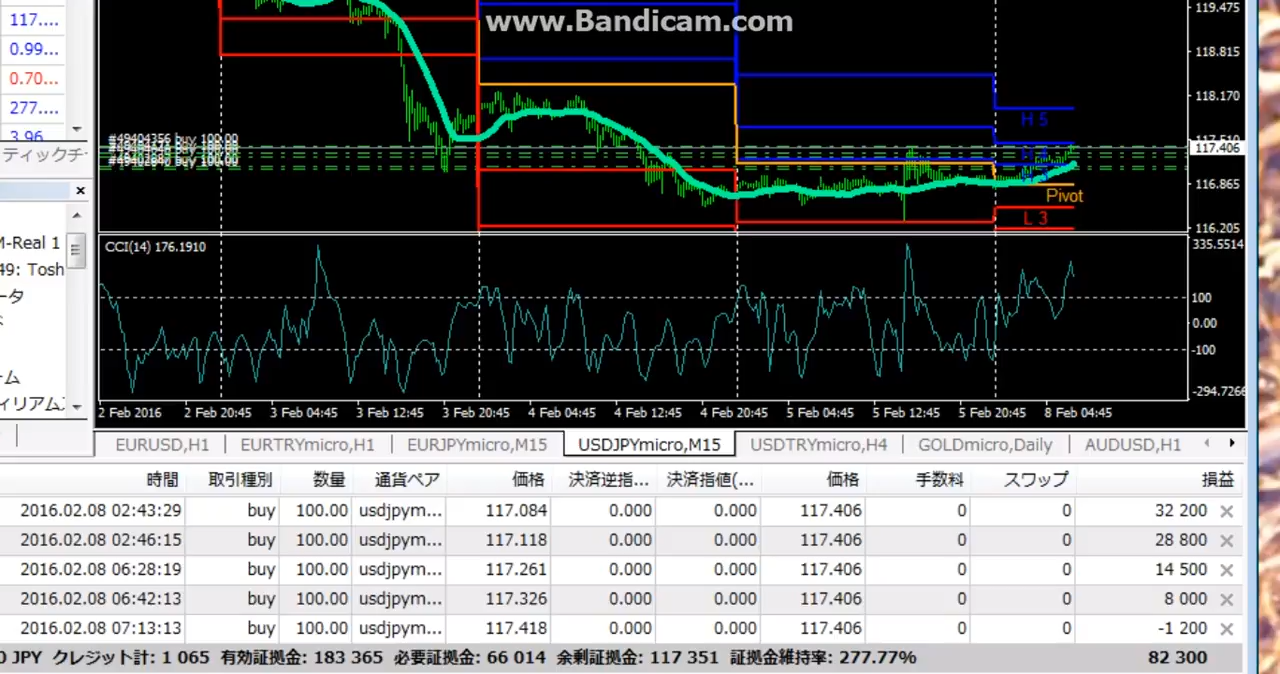 www.Bandicam.com
117....
0.99...
0.70...
277....
3.96
ティックチ
M-Real 1
49: Tosh
ータ
ーム
ィリアム
119.475
118.815
118.170
117.510
117.406
116.865
116.205
#49404356 buy 100.00
#49402880 buy 100.00
H 5
Pivot
L 3
CCI(14) 176.1910
335.5514
100
0.00
-100
-294.7266
2 Feb 2016 2 Feb 20:45 3 Feb 04:45 3 Feb 12:45 3 Feb 20:45 4 Feb 04:45 4 Feb 12:45 4 Feb 20:45 5 Feb 04:45 5 Feb 12:45 5 Feb 20:45 8 Feb 04:45
EURUSD,H1 EURTRYmicro,H1 EURJPYmicro,M15 USDJPYmicro,M15 USDTRYmicro,H4 GOLDmicro,Daily AUDUSD,H1
時間 取引種別 数量 通貨ペア 価格 決済逆指... 決済指値(... 価格 手数料 スワップ 損益
2016.02.08 02:43:29 buy 100.00 usdjpym... 117.084 0.000 0.000 117.406 0 0 32 200
2016.02.08 02:46:15 buy 100.00 usdjpym... 117.118 0.000 0.000 117.406 0 0 28 800
2016.02.08 06:28:19 buy 100.00 usdjpym... 117.261 0.000 0.000 117.406 0 0 14 500
2016.02.08 06:42:13 buy 100.00 usdjpym... 117.326 0.000 0.000 117.406 0 0 8 000
2016.02.08 07:13:13 buy 100.00 usdjpym... 117.418 0.000 0.000 117.406 0 0 -1 200
0 JPY クレジット計: 1 065 有効証拠金: 183 365 必要証拠金: 66 014 余剰証拠金: 117 351 証拠金維持率: 277.77% 82 300